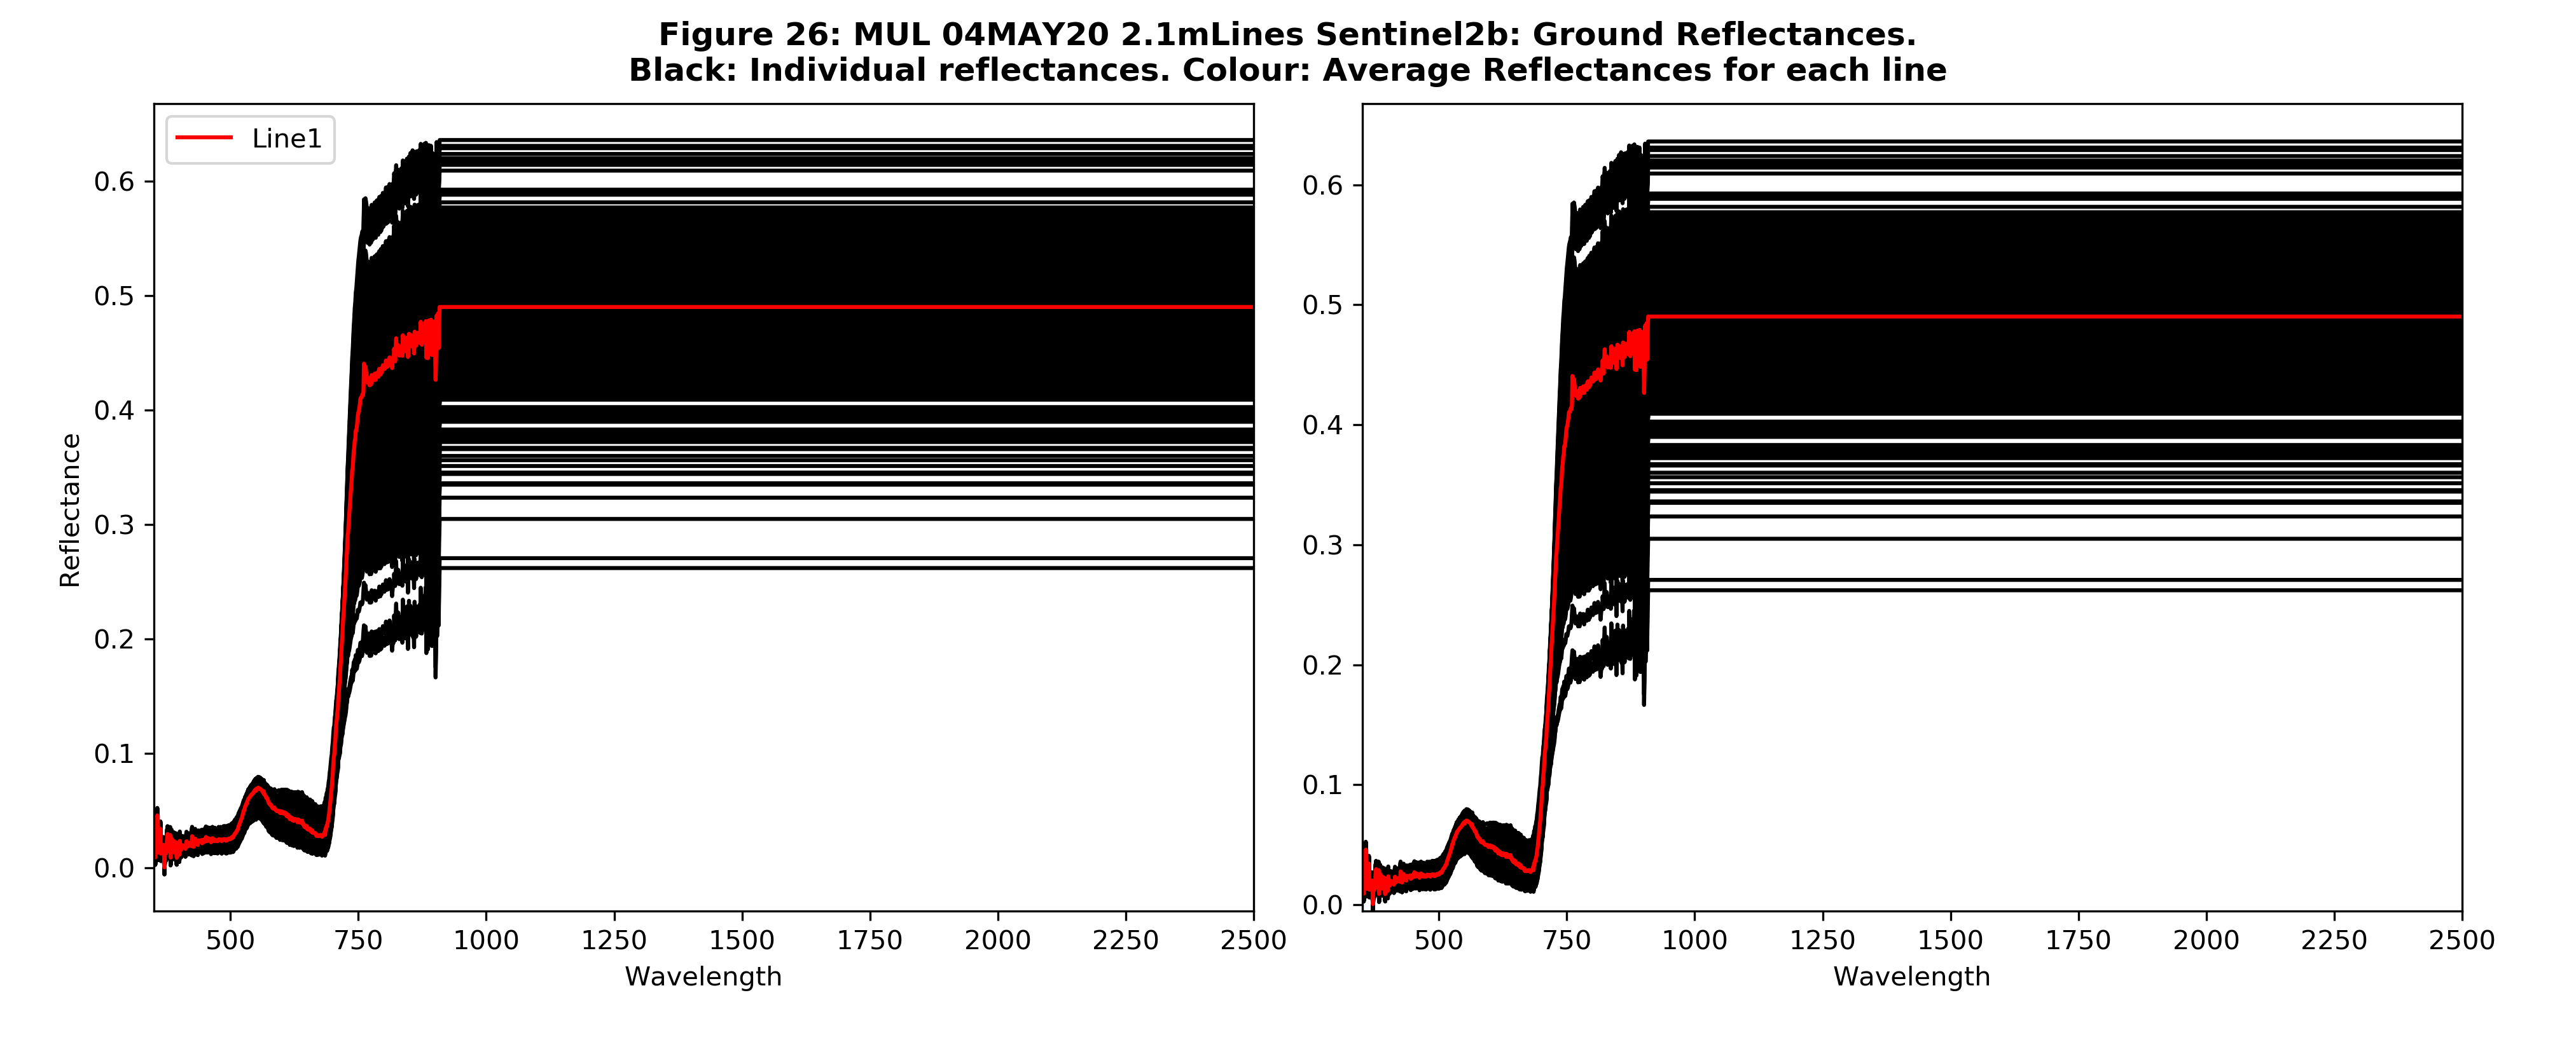 Figure 26: MUL 04MAY20 2.1mLines Sentinel2b: Ground Reflectances.
Black: Individual reflectances. Colour: Average Reflectances for each line
Line1
Reflectance
0.6
0.5
0.4
0.3
0.2
0.1
0.0
500 750 1000 1250 1500 1750 2000 2250 2500
Wavelength
0.6
0.5
0.4
0.3
0.2
0.1
0.0
500 750 1000 1250 1500 1750 2000 2250 2500
Wavelength